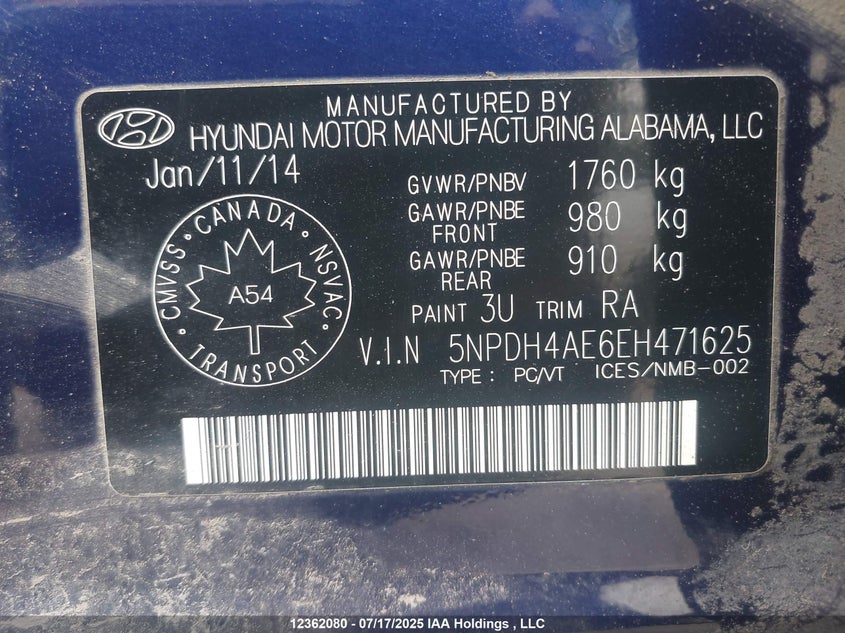 MANUFACTURED BY
HYUNDAI MOTOR MANUFACTURING ALABAMA, LLC
Jan/11/14
GVWR/PNBV 1760 kg
GAWR/PNBE FRONT 980 kg
GAWR/PNBE REAR 910 kg
CMVSS · CANADA · NSVAC
A54
TRANSPORT
PAINT 3U TRIM RA
V.I.N 5NPDH4AE6EH471625
TYPE : PC/VT ICES/NMB-002
12362080 - 07/17/2025 IAA Holdings , LLC